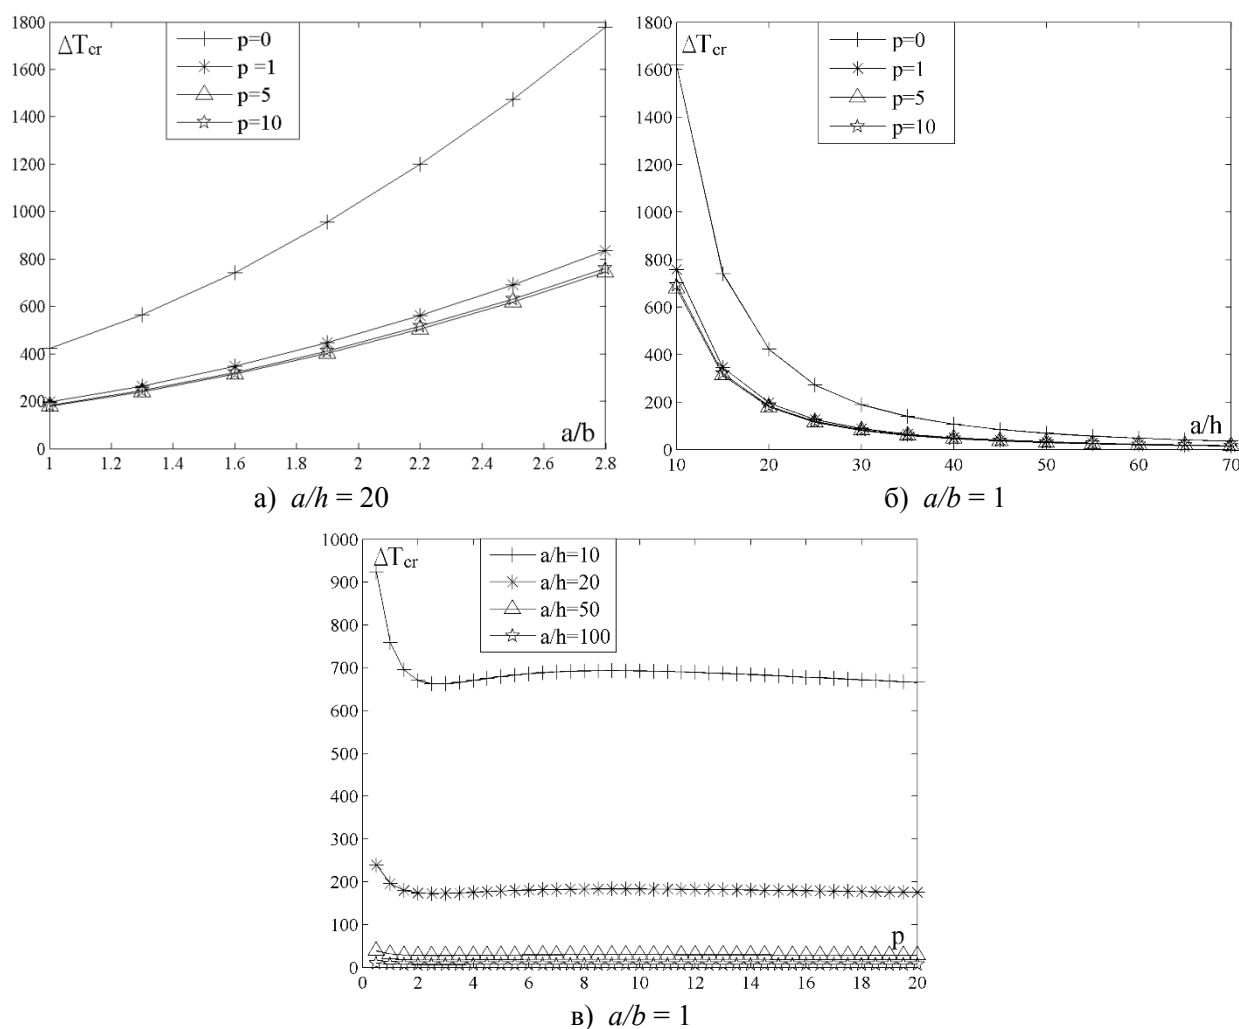 1800
1600
1400
1200
1000
800
600
400
200
0
ΔTcr
p=0
p =1
p=5
p=10
a/b
1 1.2 1.4 1.6 1.8 2 2.2 2.4 2.6 2.8
а) a/h = 20
1800
1600
1400
1200
1000
800
600
400
200
0
ΔTcr
p=0
p=1
p=5
p=10
a/h
10 20 30 40 50 60 70
б) a/b = 1
1000
900
800
700
600
500
400
300
200
100
0
ΔTcr
a/h=10
a/h=20
a/h=50
a/h=100
p
0 2 4 6 8 10 12 14 16 18 20
в) a/b = 1